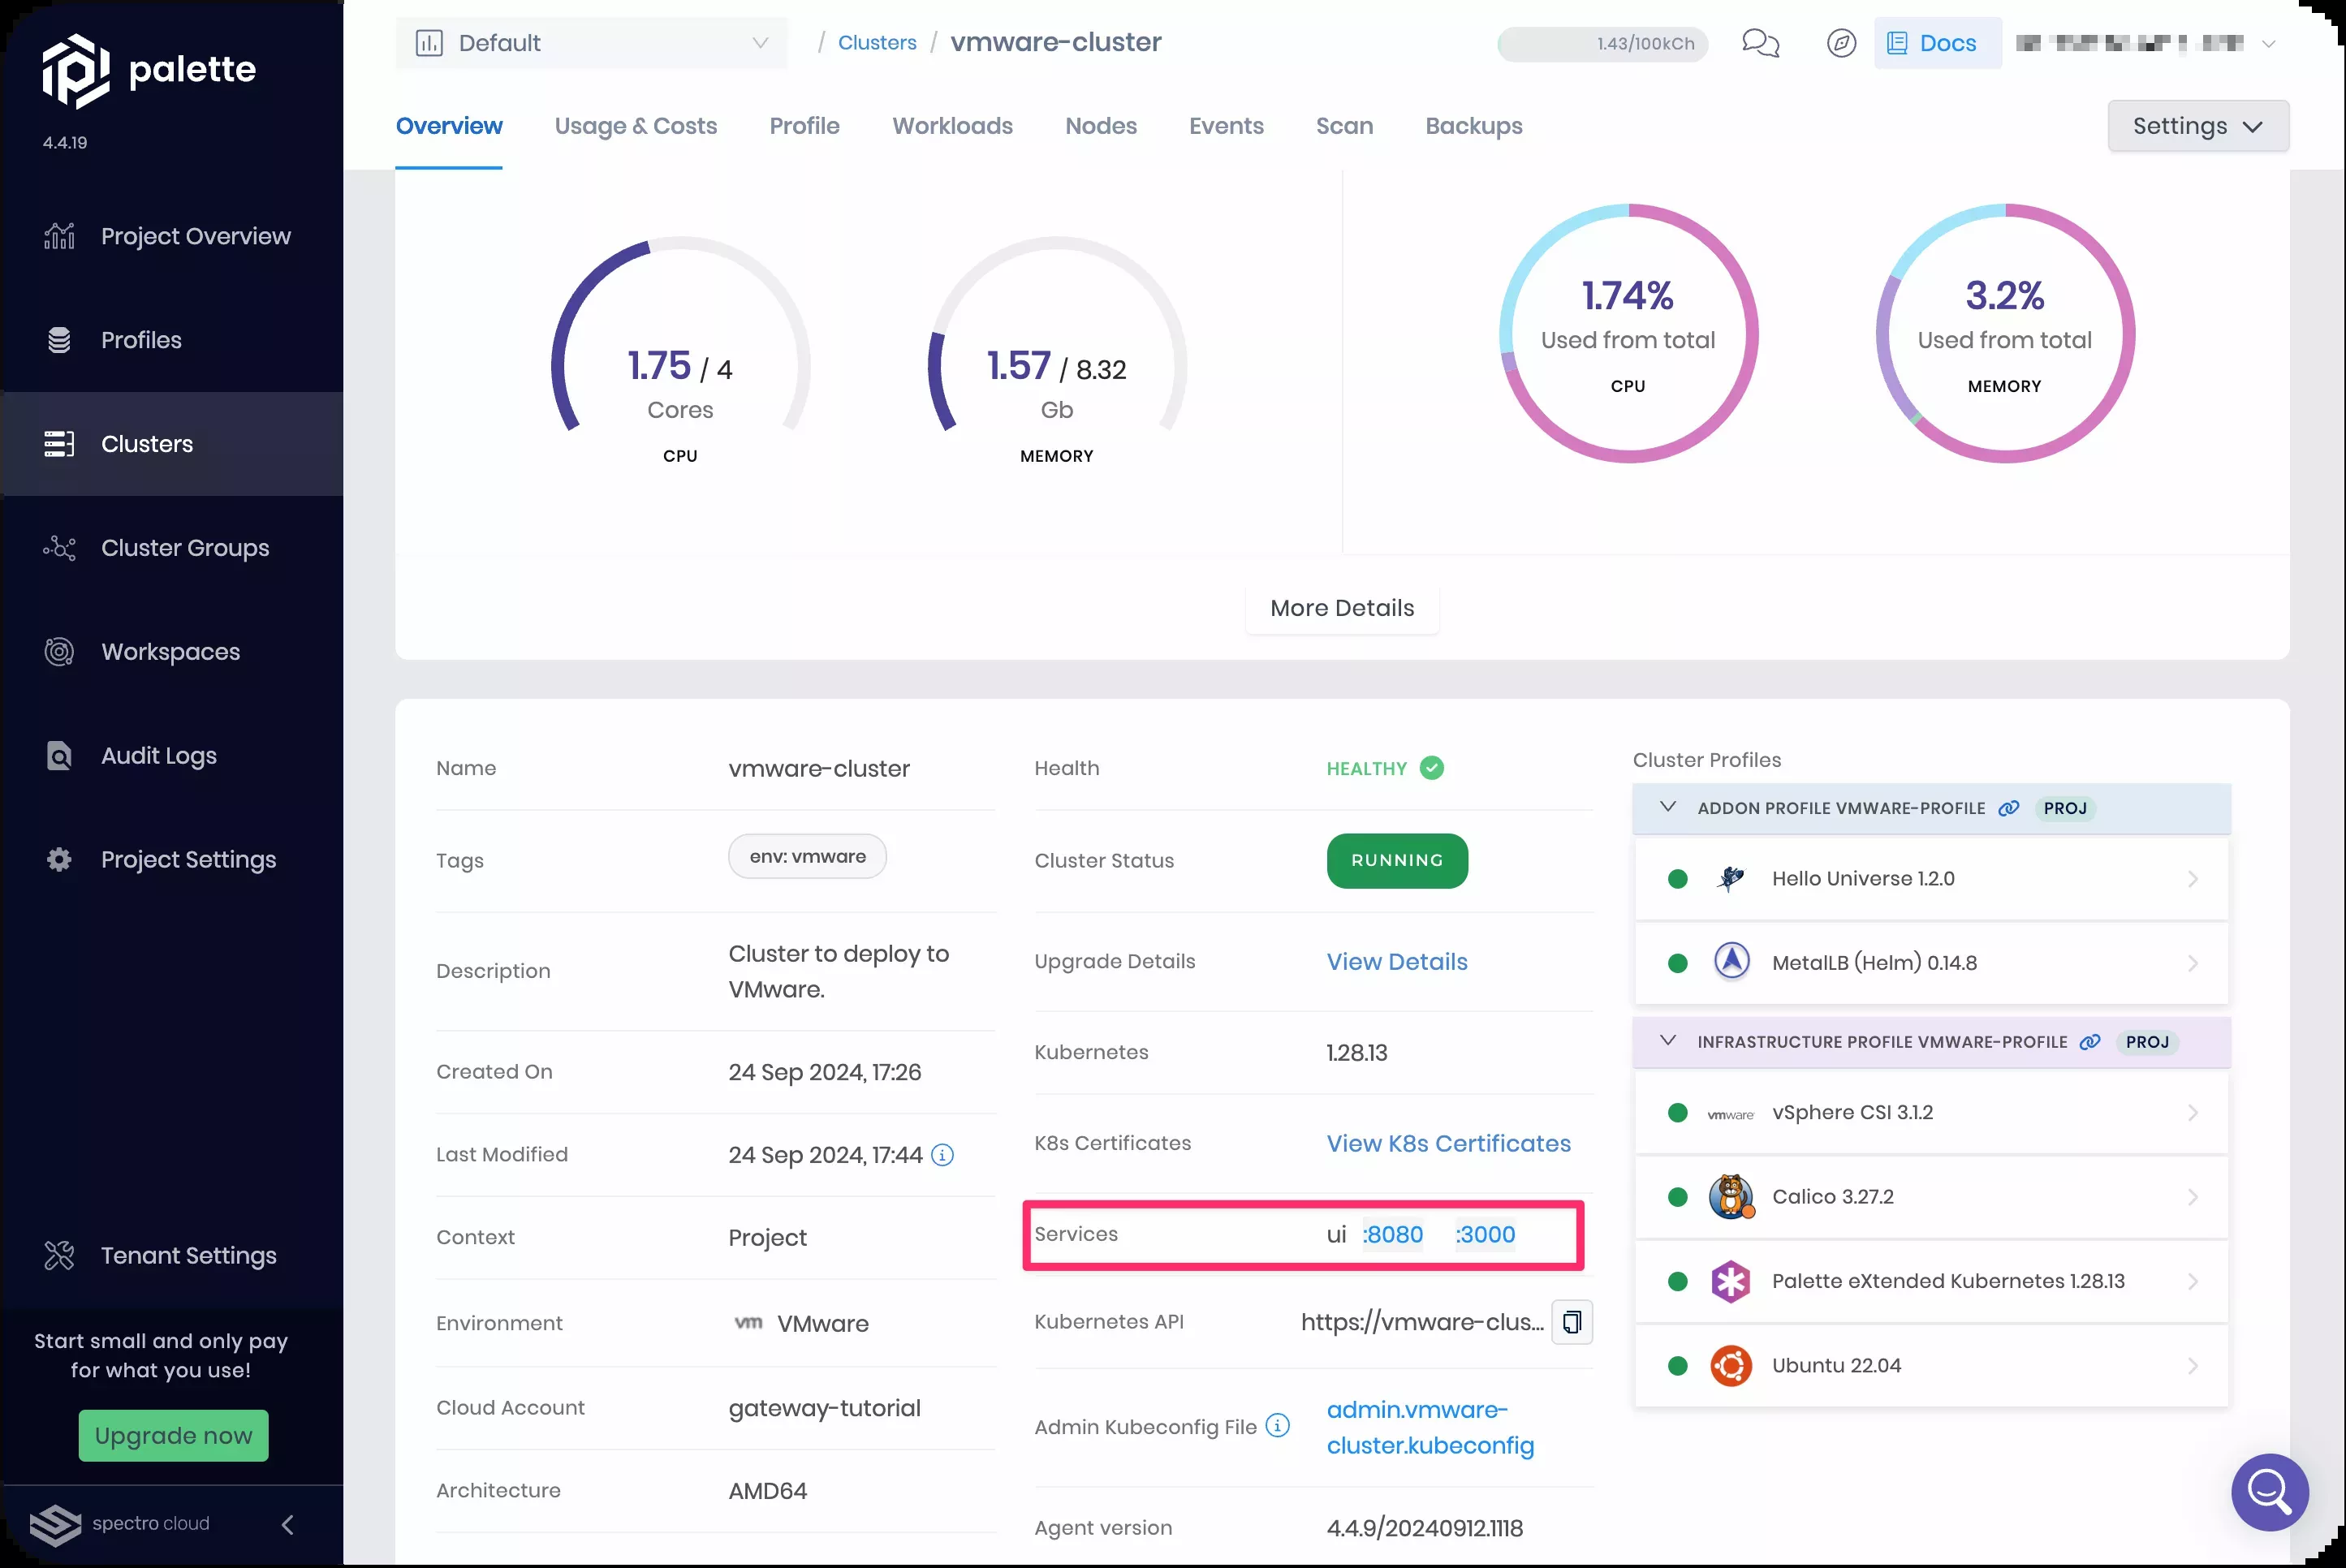 palette
4.4.19
Project Overview
Profiles
Clusters
Cluster Groups
Workspaces
Audit Logs
Project Settings
Tenant Settings
Start small and only pay
for what you use!
Upgrade now
spectro cloud
Default
/ Clusters / vmware-cluster
1.43/100kCh
Docs
Overview Usage & Costs Profile Workloads Nodes Events Scan Backups
Settings
1.75 / 4
Cores
CPU
1.57 / 8.32
Gb
MEMORY
1.74%
Used from total
CPU
3.2%
Used from total
MEMORY
More Details
Name vmware-cluster
Tags env: vmware
Description Cluster to deploy to
VMware.
Created On 24 Sep 2024, 17:26
Last Modified 24 Sep 2024, 17:44
Context Project
Environment vm VMware
Cloud Account gateway-tutorial
Architecture AMD64
Health HEALTHY
Cluster Status RUNNING
Upgrade Details View Details
Kubernetes 1.28.13
K8s Certificates View K8s Certificates
Services ui :8080 :3000
Kubernetes API https://vmware-clus...
Admin Kubeconfig File admin.vmware-
cluster.kubeconfig
Agent version 4.4.9/20240912.1118
Cluster Profiles
ADDON PROFILE VMWARE-PROFILE PROJ
Hello Universe 1.2.0
MetalLB (Helm) 0.14.8
INFRASTRUCTURE PROFILE VMWARE-PROFILE PROJ
vmware vSphere CSI 3.1.2
Calico 3.27.2
Palette eXtended Kubernetes 1.28.13
Ubuntu 22.04